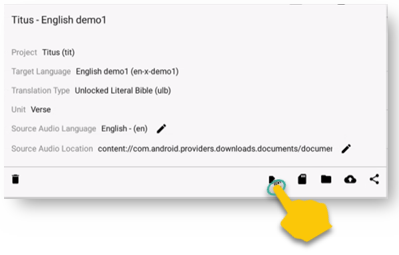 Titus - English demo1
Project Titus (tit)
Target Language English demo1 (en-x-demo1)
Translation Type Unlocked Literal Bible (ulb)
Unit Verse
Source Audio Language English - (en)
Source Audio Location content://com.android.providers.downloads.documents/documer